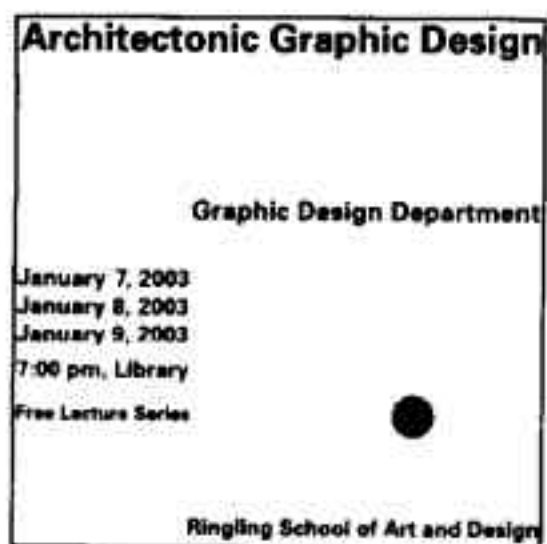 Architectonic Graphic Design
Graphic Design Department
January 7, 2003
January 8, 2003
January 9, 2003
7:00 pm, Library
Free Lecture Series
Ringling School of Art and Design